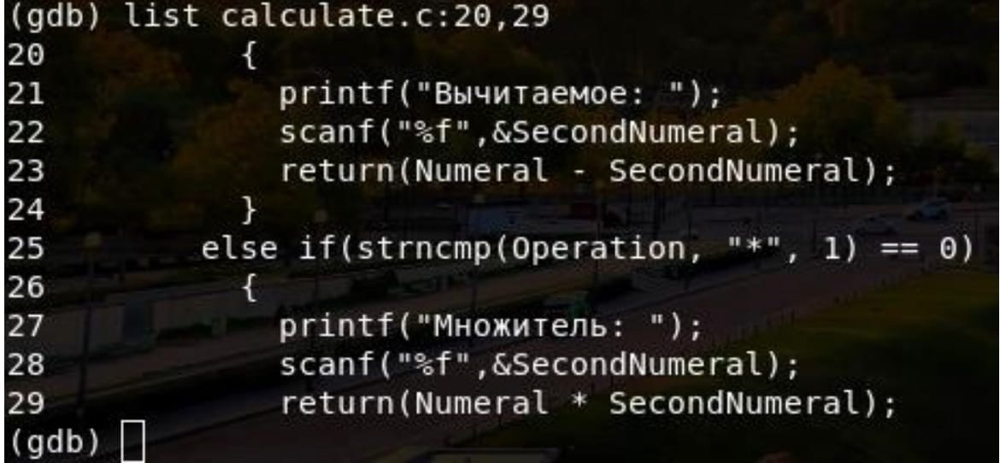 (gdb) list calculate.c:20,29
20            {
21              printf("Вычитаемое: ");
22              scanf("%f",&SecondNumeral);
23              return(Numeral - SecondNumeral);
24            }
25          else if(strncmp(Operation, "*", 1) == 0)
26            {
27              printf("Множитель: ");
28              scanf("%f",&SecondNumeral);
29              return(Numeral * SecondNumeral);
(gdb)